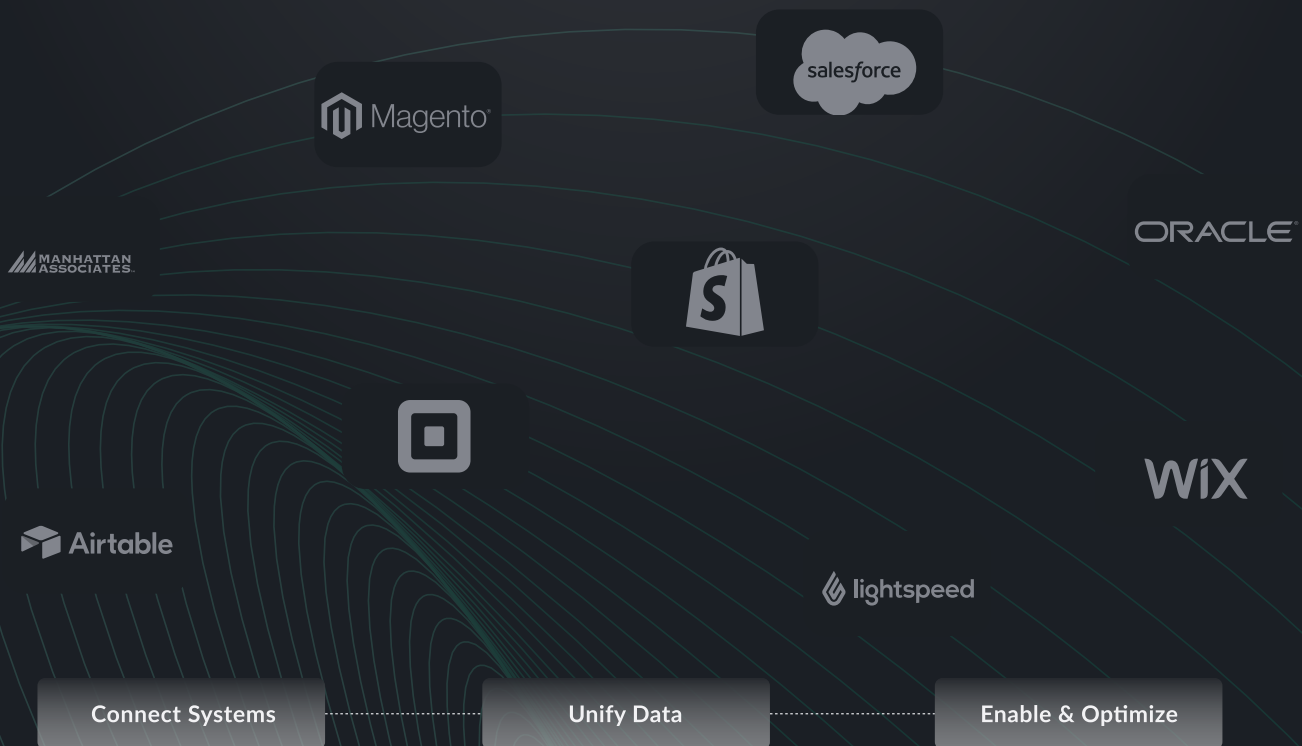 salesforce
Magento®
ORACLE®
MANHATTAN
ASSOCIATES
S
WiX
Airtable
lightspeed
Connect Systems
Unify Data
Enable & Optimize